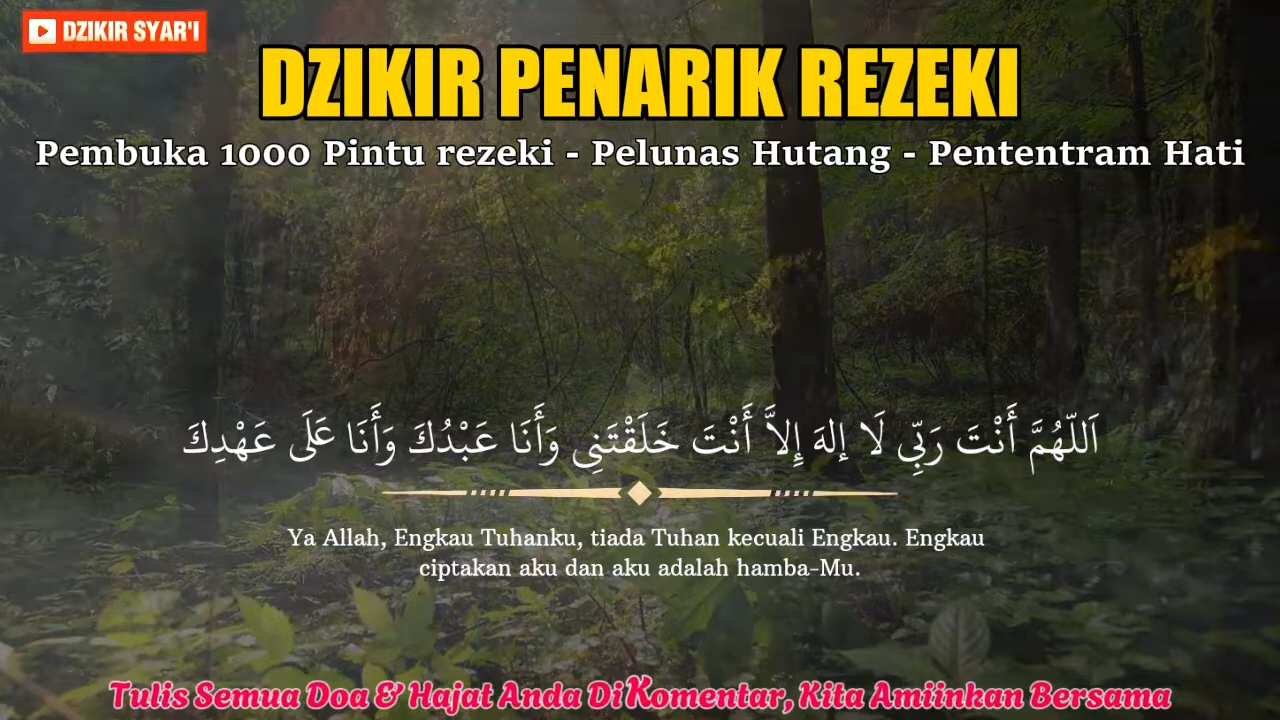 DZIKIR SYAR'I
DZIKIR PENARIK REZEKI
Pembuka 1000 Pintu rezeki - Pelunas Hutang - Pententram Hati
اَللّهُمَّ أَنْتَ رَبِّى لَا إلهَ إِلاَّ أَنْتَ خَلَقْتَنِى وَأَنَا عَبْدُكَ وَأَنَا عَلَى عَهْدِكَ
Ya Allah, Engkau Tuhanku, tiada Tuhan kecuali Engkau. Engkau
ciptakan aku dan aku adalah hamba-Mu.
Tulis Semua Doa & Hajat Anda DiKomentar, Kita Amiinkan Bersama